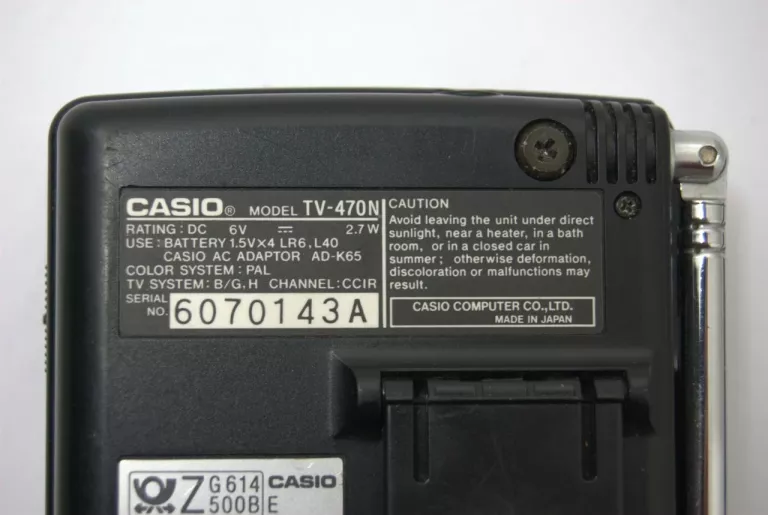 CASIO® MODEL TV-470N
RATING : DC 6V ⎓ 2.7W
USE : BATTERY 1.5V×4 LR6, L40
CASIO AC ADAPTOR AD-K65
COLOR SYSTEM : PAL
TV SYSTEM : B/G.H CHANNEL : CCIR
SERIAL
NO. 6070143A
CAUTION
Avoid leaving the unit under direct
sunlight, near a heater, in a bath
room, or in a closed car in
summer ; otherwise deformation,
discoloration or malfunctions may
result.
CASIO COMPUTER CO., LTD.
MADE IN JAPAN
Z G 614 CASIO
500B E